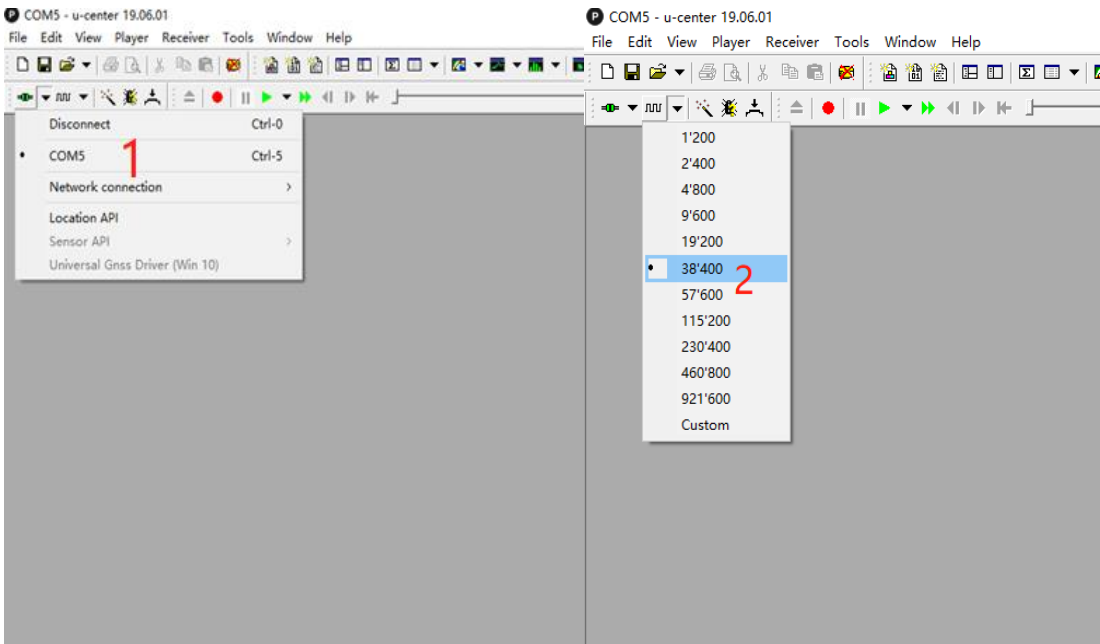 COM5 - u-center 19.06.01
File Edit View Player Receiver Tools Window Help
Disconnect Ctrl-0
COM5 Ctrl-5
1
Network connection
Location API
Sensor API
Universal Gnss Driver (Win 10)
COM5 - u-center 19.06.01
File Edit View Player Receiver Tools Window Help
1'200
2'400
4'800
9'600
19'200
38'400
2
57'600
115'200
230'400
460'800
921'600
Custom